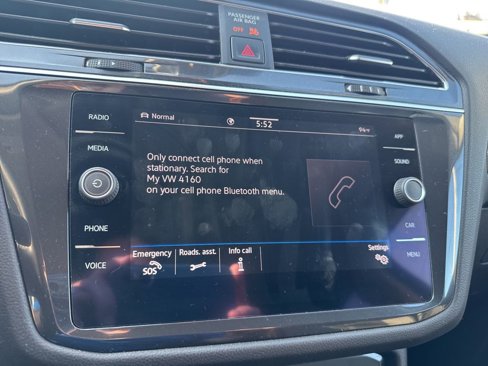 PASSENGER
AIR BAG
OFF
RADIO
MEDIA
PHONE
VOICE
Normal
5:52
94°F
Only connect cell phone when
stationary. Search for
My VW 4160
on your cell phone Bluetooth menu.
Emergency
SOS
Roads. asst.
Info call
i
Settings
APP
SOUND
CAR
MENU